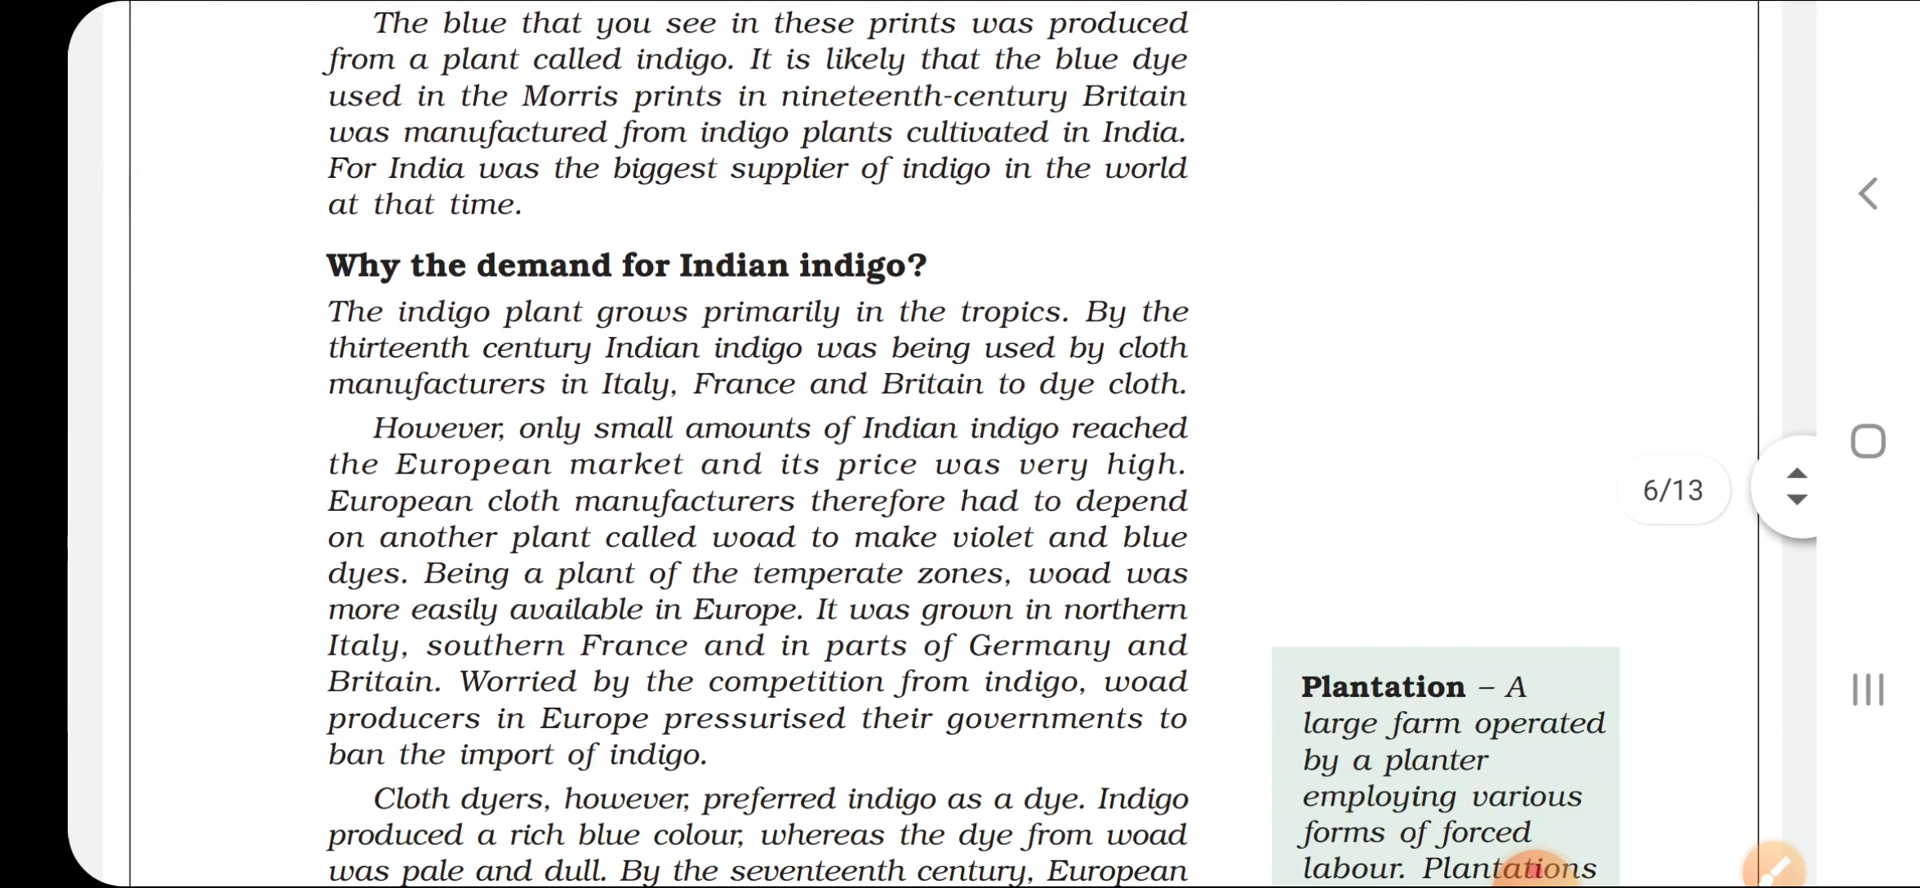 The blue that you see in these prints was produced
from a plant called indigo. It is likely that the blue dye
used in the Morris prints in nineteenth-century Britain
was manufactured from indigo plants cultivated in India.
For India was the biggest supplier of indigo in the world
at that time.
Why the demand for Indian indigo?
The indigo plant grows primarily in the tropics. By the
thirteenth century Indian indigo was being used by cloth
manufacturers in Italy, France and Britain to dye cloth.
However, only small amounts of Indian indigo reached
the European market and its price was very high.
European cloth manufacturers therefore had to depend
on another plant called woad to make violet and blue
dyes. Being a plant of the temperate zones, woad was
more easily available in Europe. It was grown in northern
Italy, southern France and in parts of Germany and
Britain. Worried by the competition from indigo, woad
producers in Europe pressurised their governments to
ban the import of indigo.
Cloth dyers, however, preferred indigo as a dye. Indigo
produced a rich blue colour, whereas the dye from woad
was pale and dull. By the seventeenth century, European
6/13
Plantation – A
large farm operated
by a planter
employing various
forms of forced
labour. Plantations